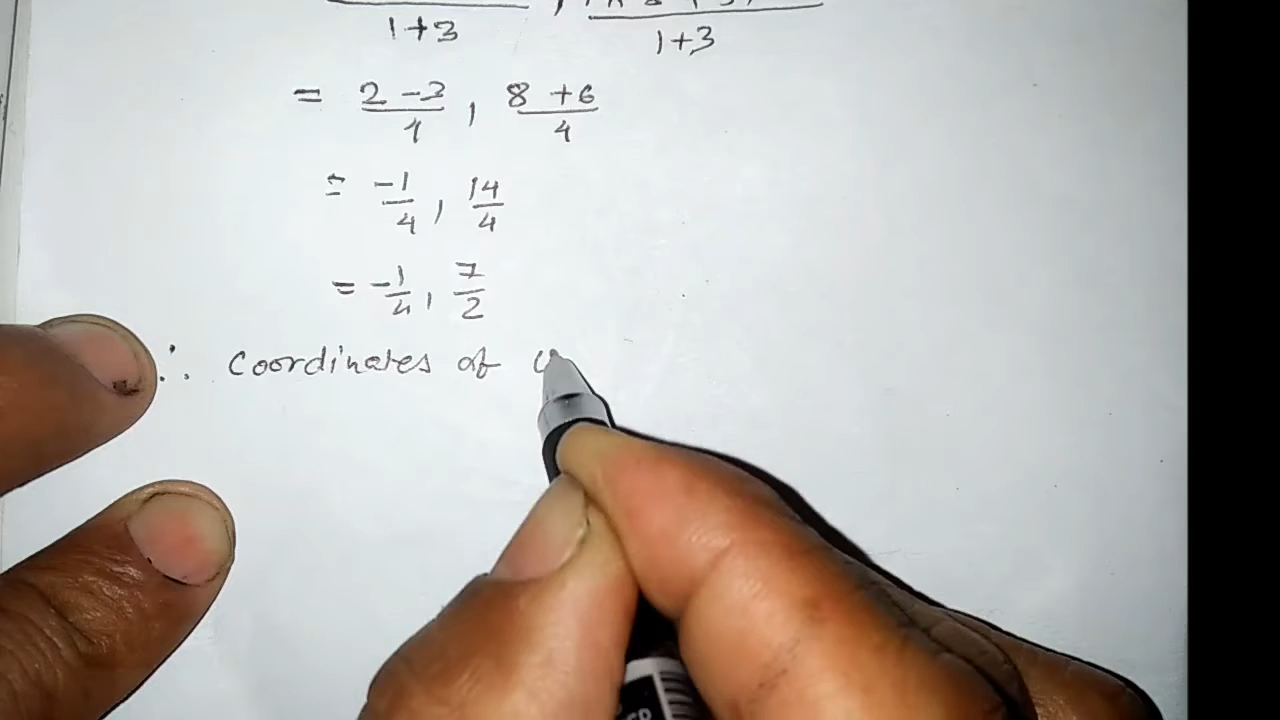 1+3 , 1+3
= 2-3/4 , 8+6/4
= -1/4 , 14/4
= -1/4 , 7/2
∴ coordinates of